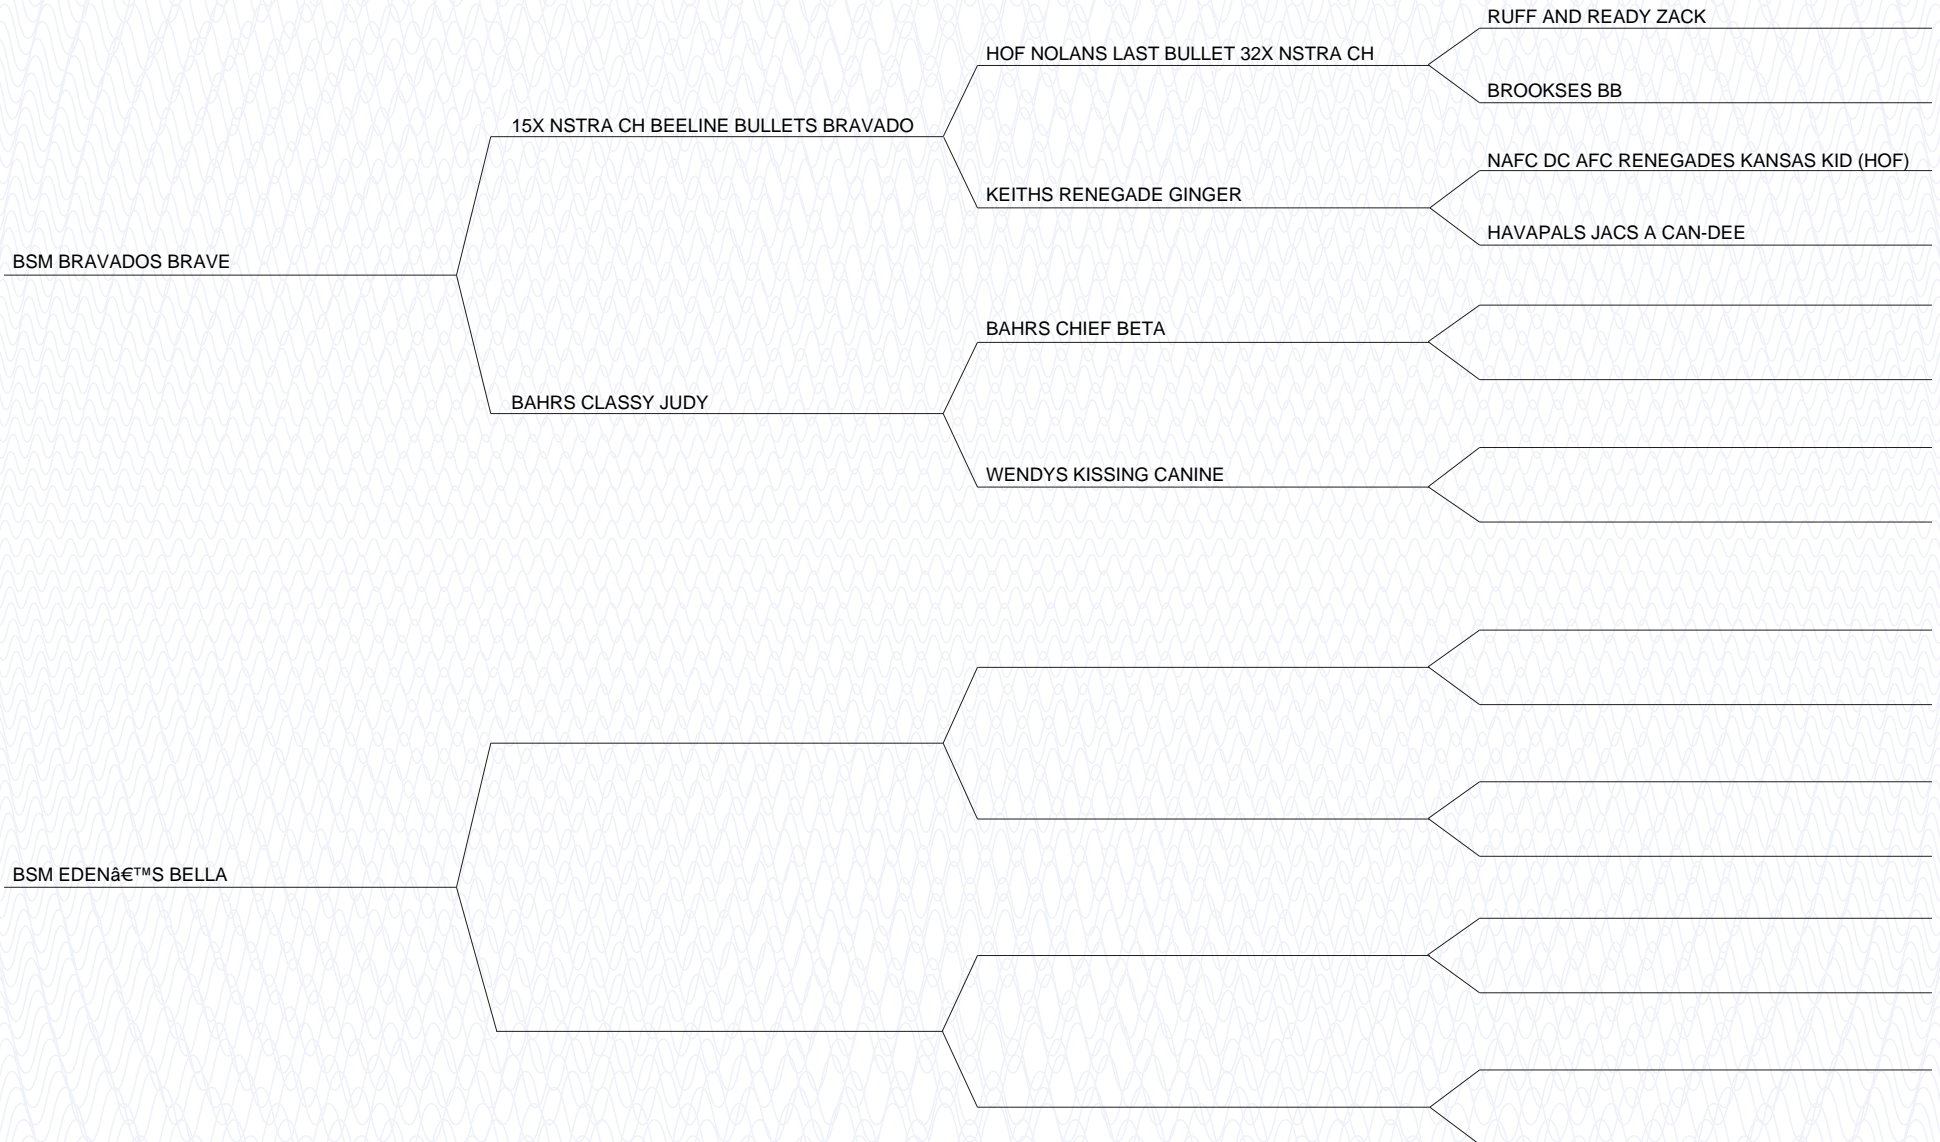 RUFF AND READY ZACK
HOF NOLANS LAST BULLET 32X NSTRA CH
BROOKSES BB
15X NSTRA CH BEELINE BULLETS BRAVADO
NAFC DC AFC RENEGADES KANSAS KID (HOF)
KEITHS RENEGADE GINGER
HAVAPALS JACS A CAN-DEE
BSM BRAVADOS BRAVE
BAHRS CHIEF BETA
BAHRS CLASSY JUDY
WENDYS KISSING CANINE
BSM EDENâ€™S BELLA